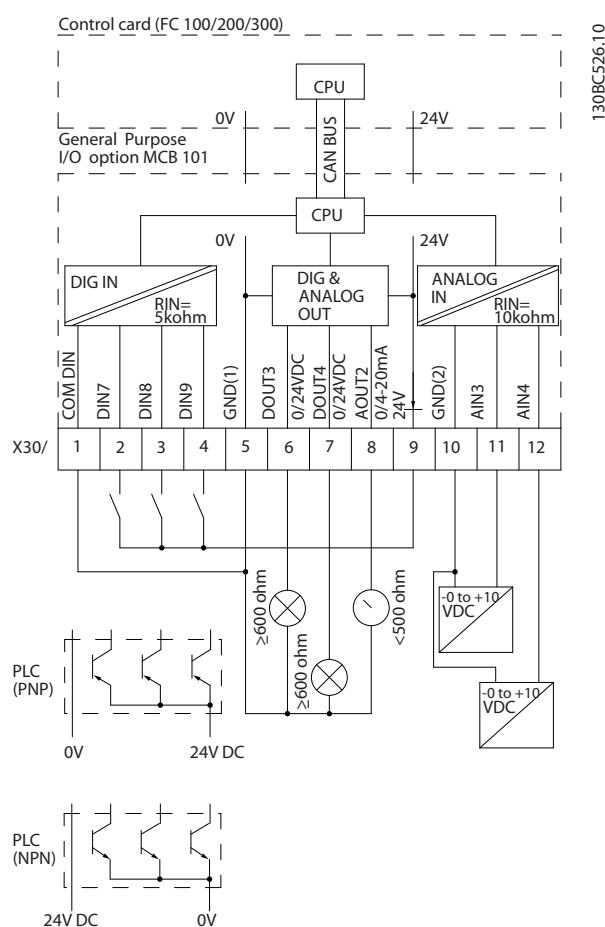 Control card (FC 100/200/300)
130BC526.10
CPU
0V
24V
CAN BUS
General Purpose
I/O option MCB 101
CPU
0V
24V
DIG IN
RIN=
5kohm
DIG &
ANALOG
OUT
ANALOG
IN
RIN=
10kohm
COM DIN
DIN7
DIN8
DIN9
GND(1)
DOUT3
0/24VDC
DOUT4
0/24VDC
AOUT2
0/4-20mA
24V
GND(2)
AIN3
AIN4
X30/ 1 2 3 4 5 6 7 8 9 10 11 12
≥600 ohm
≥600 ohm
<500 ohm
-0 to +10
VDC
-0 to +10
VDC
PLC
(PNP)
0V
24V DC
PLC
(NPN)
24V DC
0V